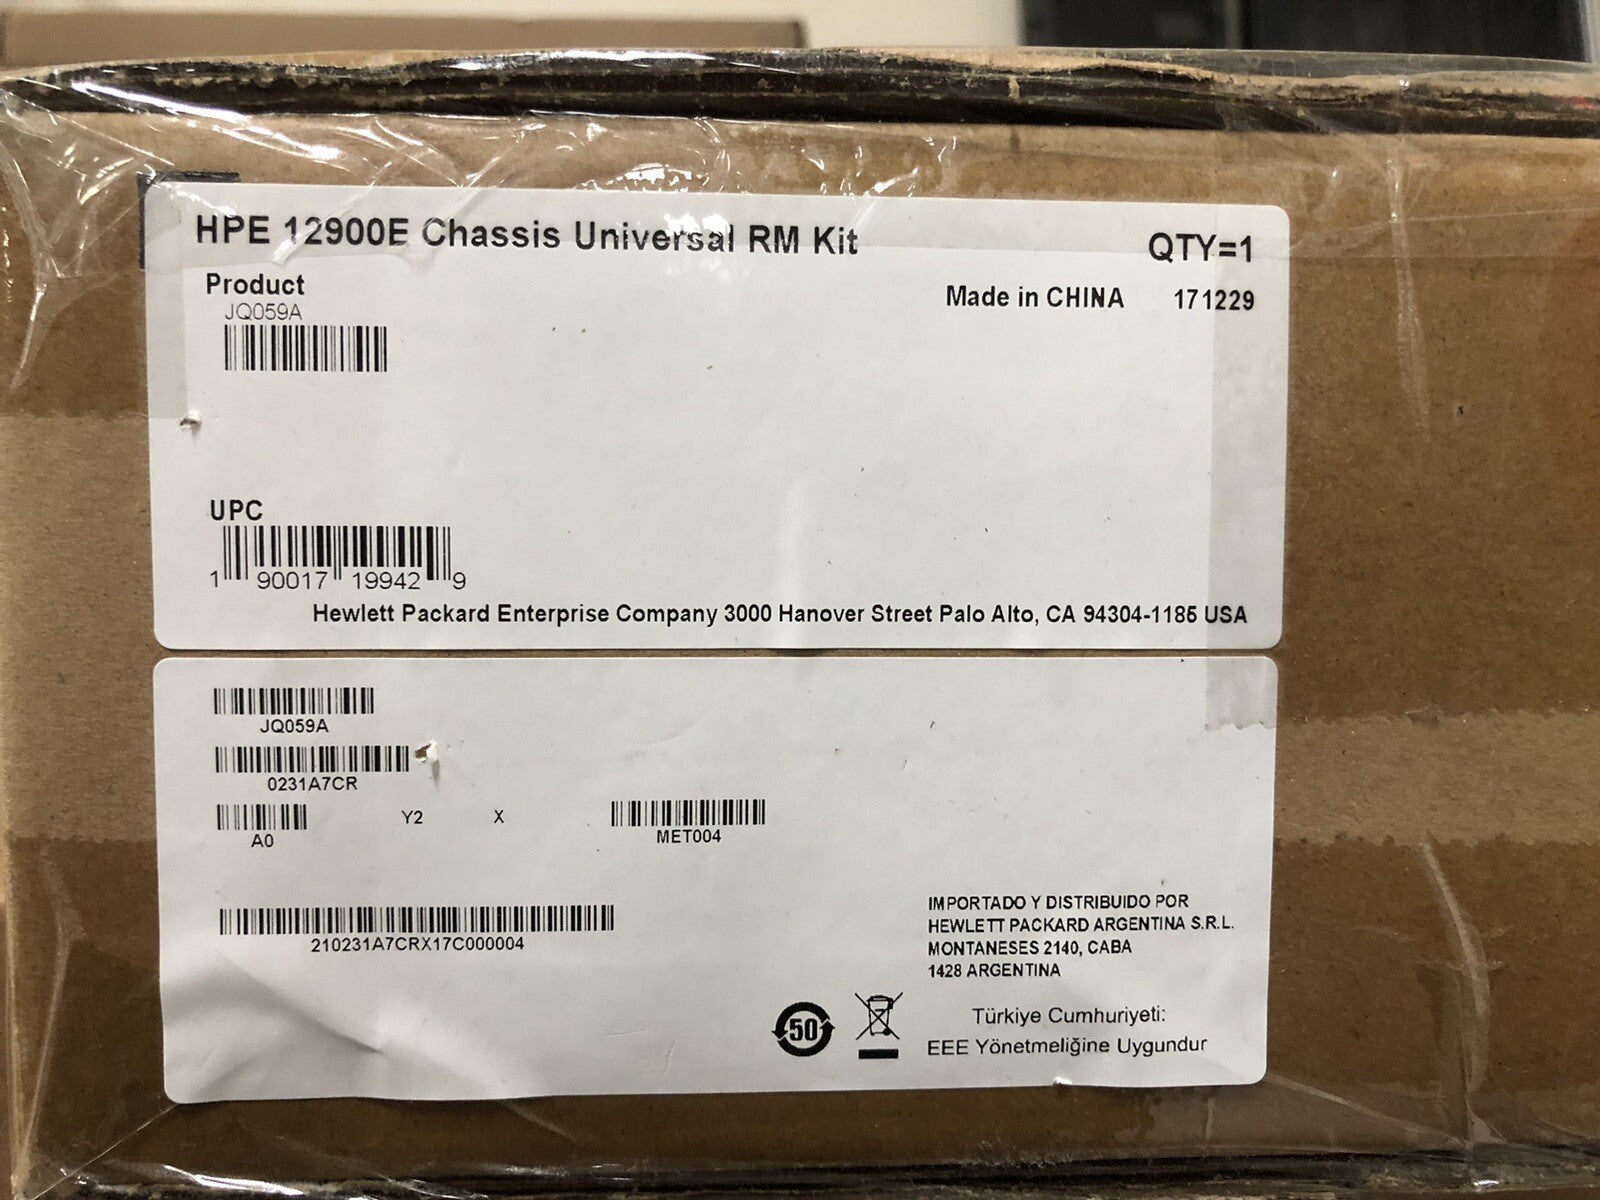 HPE 12900E Chassis Universal RM Kit
QTY=1
Product
JQ059A
Made in CHINA 171229
UPC
1 90017 19942 9
Hewlett Packard Enterprise Company 3000 Hanover Street Palo Alto, CA 94304-1185 USA
JQ059A
0231A7CR
A0 Y2 X MET004
210231A7CRX17C000004
IMPORTADO Y DISTRIBUIDO POR
HEWLETT PACKARD ARGENTINA S.R.L.
MONTANESES 2140, CABA
1428 ARGENTINA
50
Türkiye Cumhuriyeti:
EEE Yönetmeliğine Uygundur